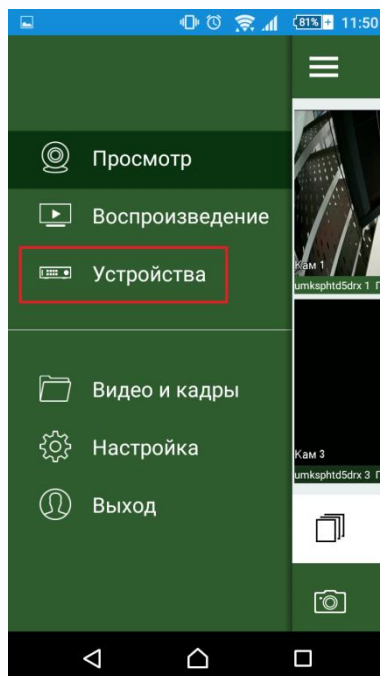 81% 11:50
Просмотр
Воспроизведение
Устройства
Видео и кадры
Настройка
Выход
Кам 1
umksphtd5drx 1 П
Кам 3
umksphtd5drx 3 П